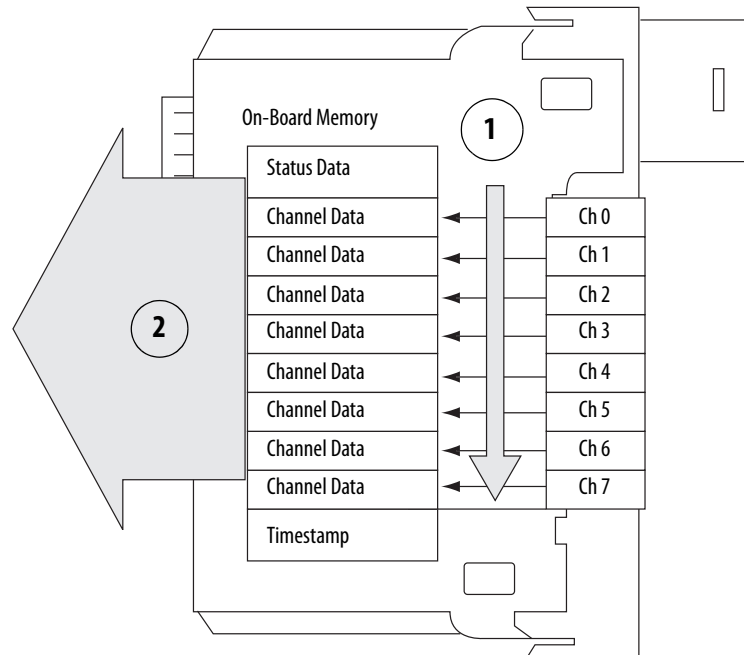 On-Board Memory
1
Status Data
Channel Data Ch 0
Channel Data Ch 1
Channel Data Ch 2
2
Channel Data Ch 3
Channel Data Ch 4
Channel Data Ch 5
Channel Data Ch 6
Channel Data Ch 7
Timestamp